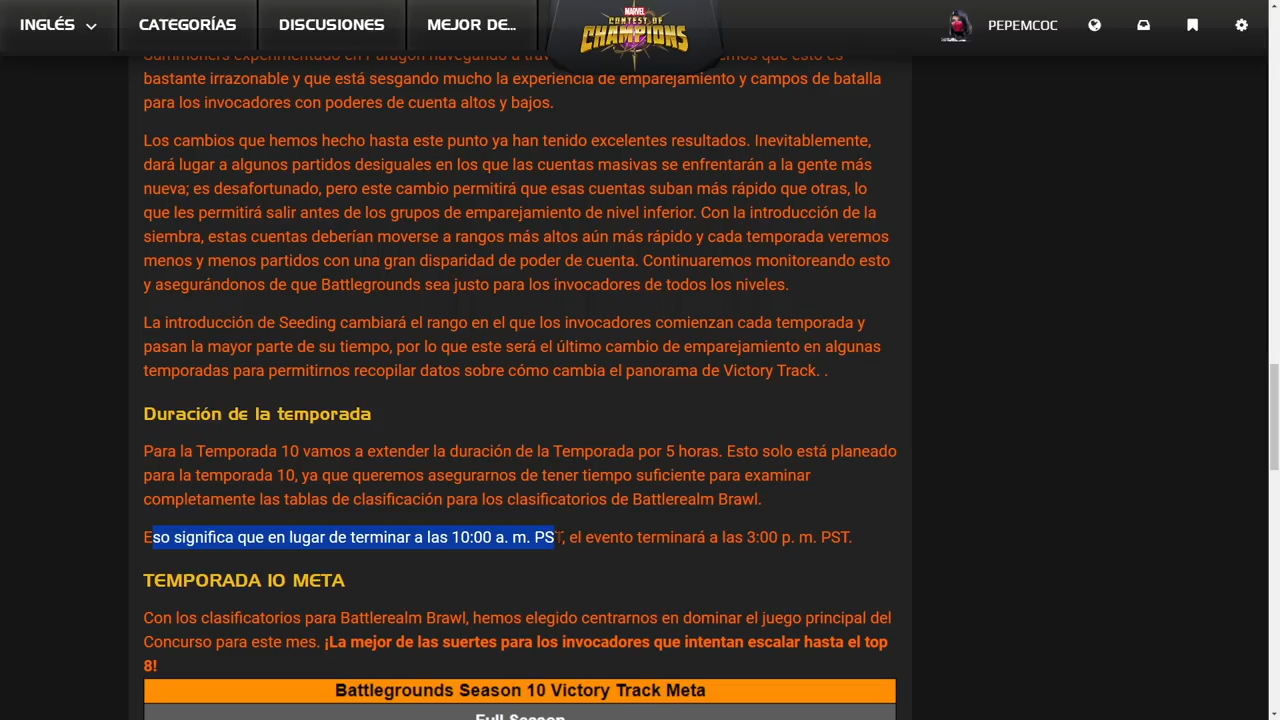 INGLÉS
CATEGORÍAS
DISCUSIONES
MEJOR DE...
MARVEL
CONTEST OF
CHAMPIONS
PEPEMCOC
bastante irrazonable y que está sesgando mucho la experiencia de emparejamiento y campos de batalla
para los invocadores con poderes de cuenta altos y bajos.
Los cambios que hemos hecho hasta este punto ya han tenido excelentes resultados. Inevitablemente,
dará lugar a algunos partidos desiguales en los que las cuentas masivas se enfrentarán a la gente más
nueva; es desafortunado, pero este cambio permitirá que esas cuentas suban más rápido que otras, lo
que les permitirá salir antes de los grupos de emparejamiento de nivel inferior. Con la introducción de la
siembra, estas cuentas deberían moverse a rangos más altos aún más rápido y cada temporada veremos
menos y menos partidos con una gran disparidad de poder de cuenta. Continuaremos monitoreando esto
y asegurándonos de que Battlegrounds sea justo para los invocadores de todos los niveles.
La introducción de Seeding cambiará el rango en el que los invocadores comienzan cada temporada y
pasan la mayor parte de su tiempo, por lo que este será el último cambio de emparejamiento en algunas
temporadas para permitirnos recopilar datos sobre cómo cambia el panorama de Victory Track. .
Duración de la temporada
Para la Temporada 10 vamos a extender la duración de la Temporada por 5 horas. Esto solo está planeado
para la temporada 10, ya que queremos asegurarnos de tener tiempo suficiente para examinar
completamente las tablas de clasificación para los clasificatorios de Battlerealm Brawl.
Eso significa que en lugar de terminar a las 10:00 a. m. PST, el evento terminará a las 3:00 p. m. PST.
TEMPORADA 10 META
Con los clasificatorios para Battlerealm Brawl, hemos elegido centrarnos en dominar el juego principal del
Concurso para este mes. ¡La mejor de las suertes para los invocadores que intentan escalar hasta el top
8!
Battlegrounds Season 10 Victory Track Meta
Full Season